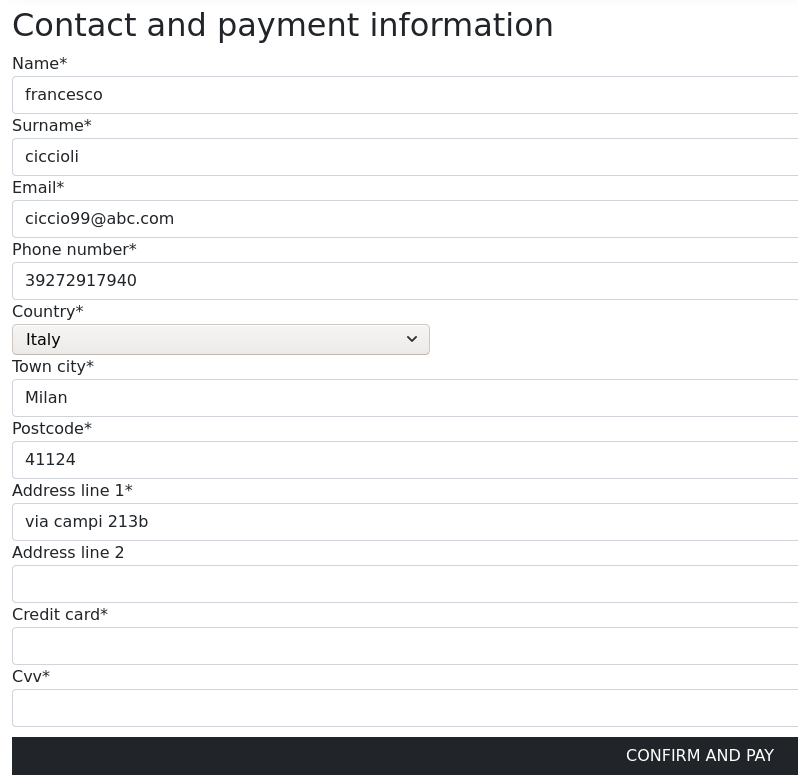 Contact and payment information
Name*
francesco
Surname*
ciccioli
Email*
ciccio99@abc.com
Phone number*
39272917940
Country*
Italy
Town city*
Milan
Postcode*
41124
Address line 1*
via campi 213b
Address line 2
Credit card*
Cvv*
CONFIRM AND PAY